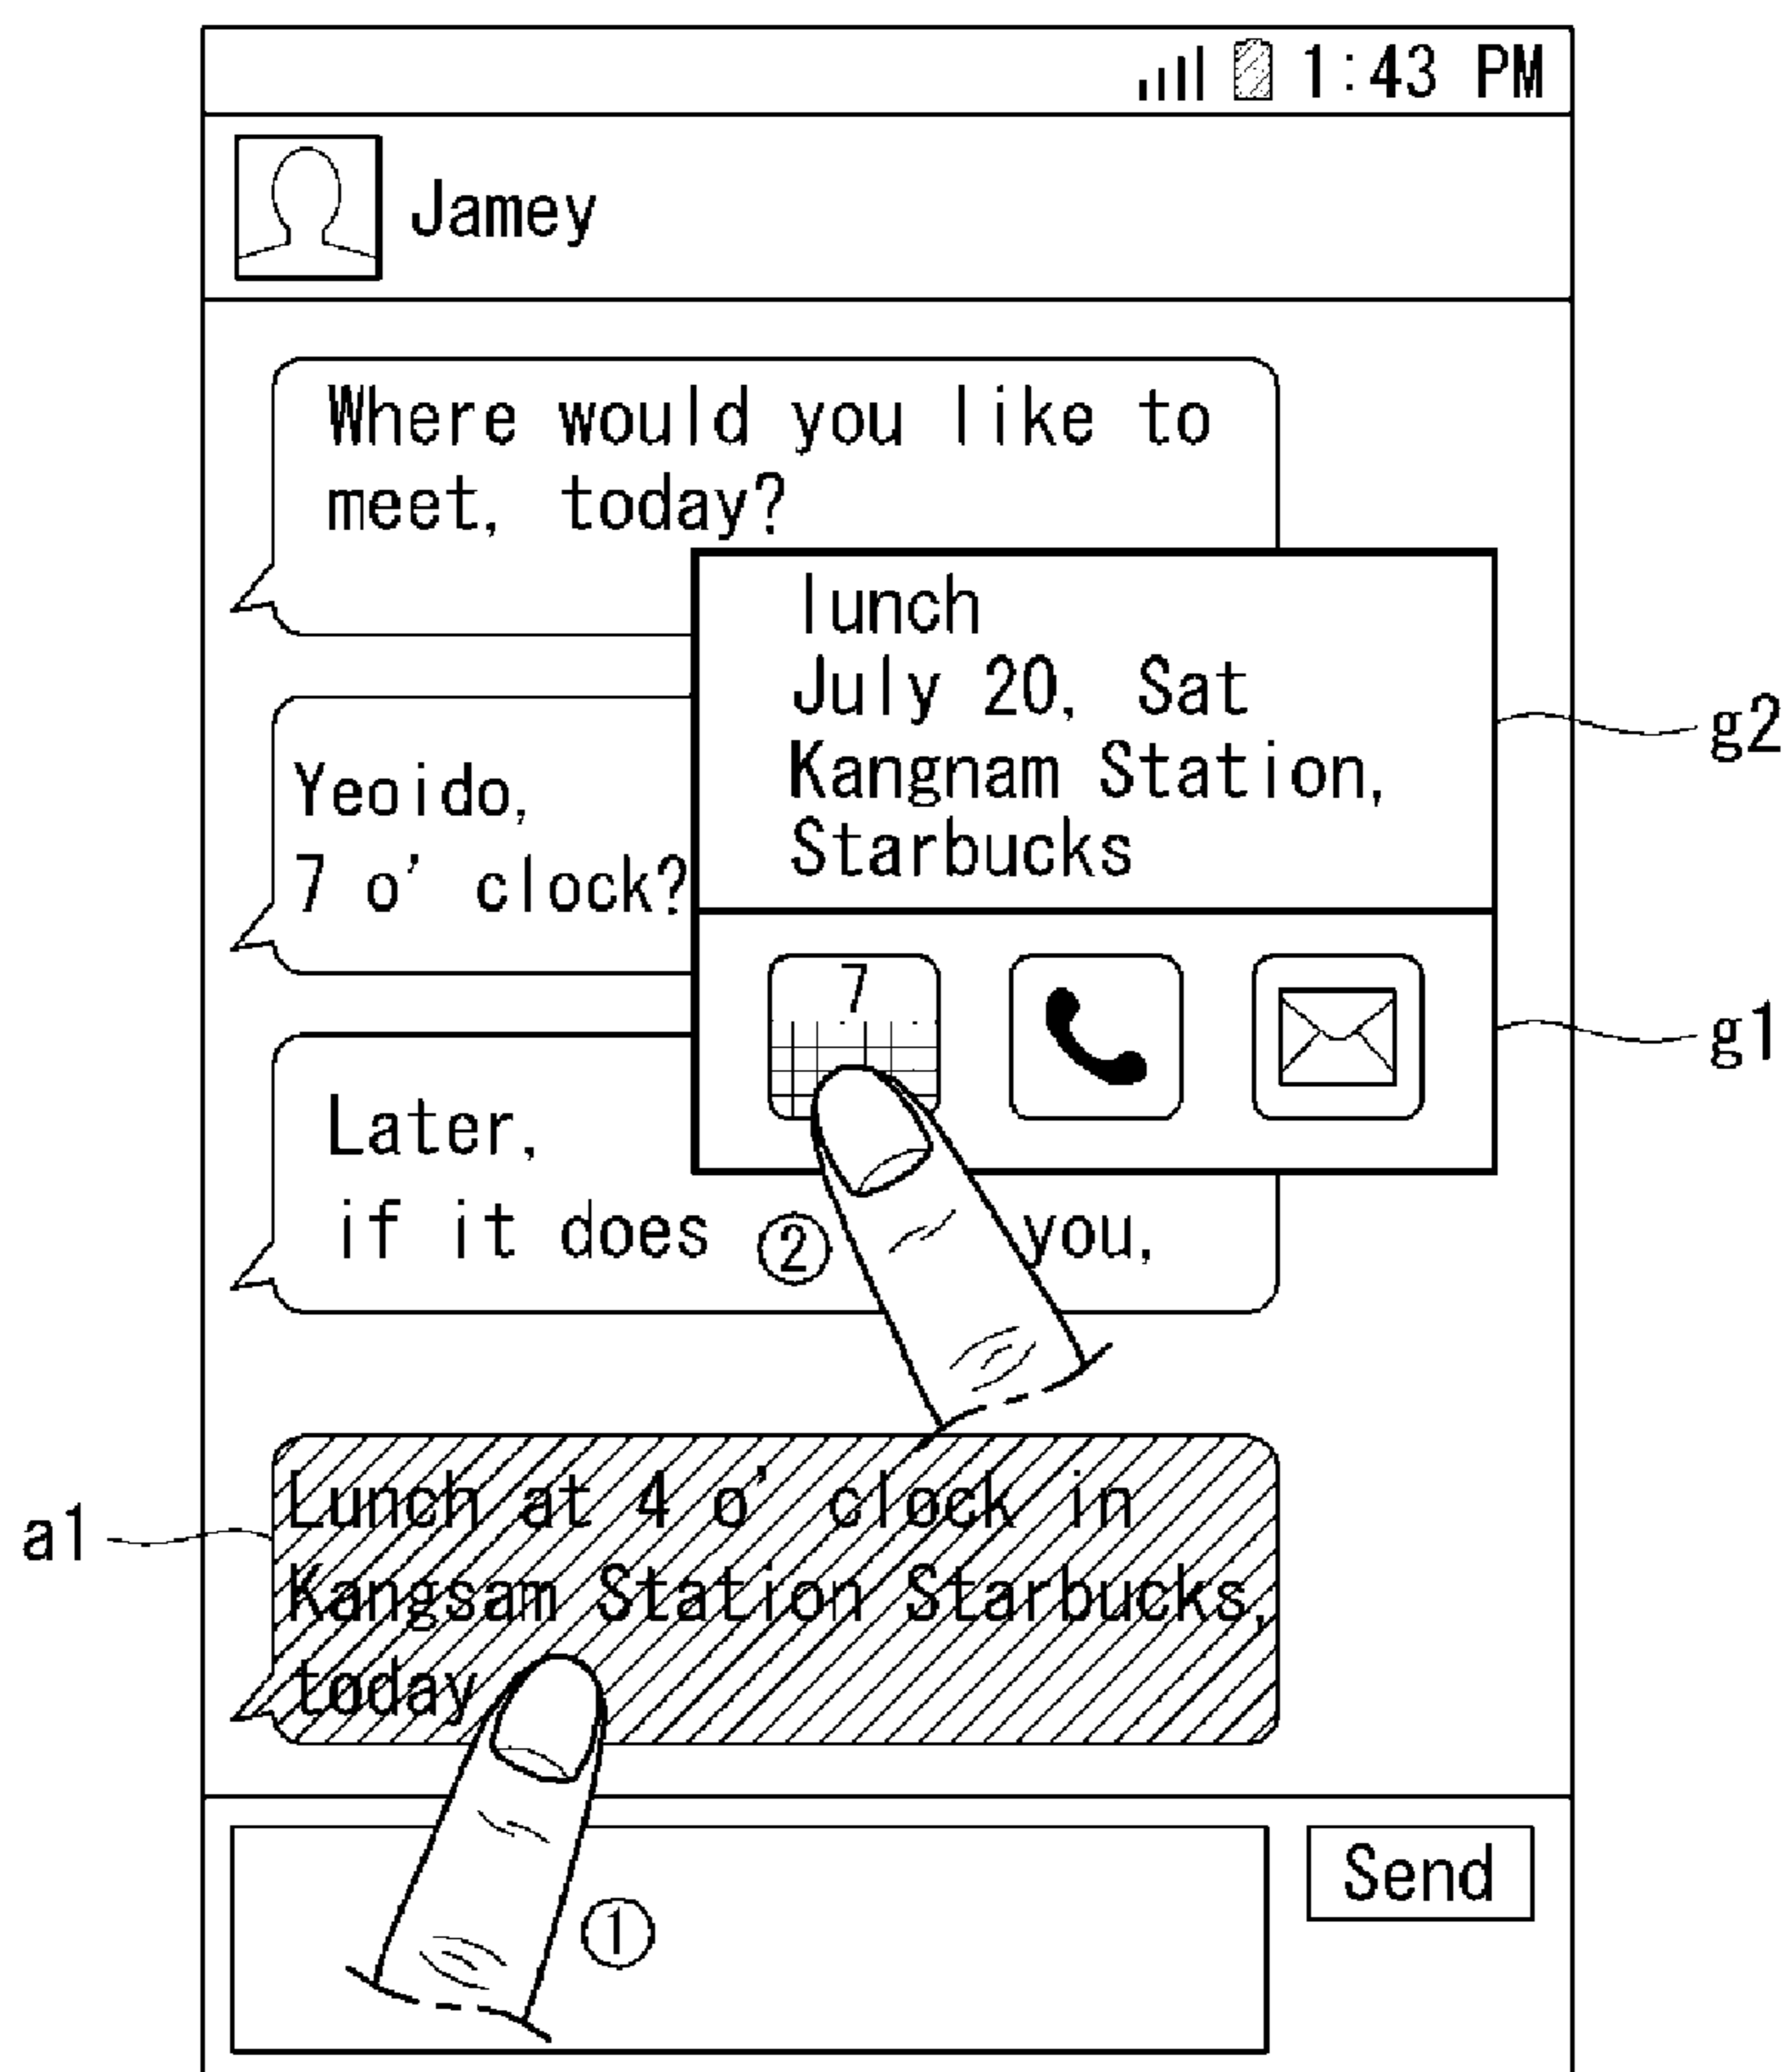 1:43 PM
Jamey
Where would you like to
meet, today?
lunch
July 20, Sat
Kangnam Station,
Starbucks
g2
Yeoido,
7 o' clock?
7
g1
Later,
if it does
you,
②
a1
Lunch at 4 o' clock in
Kangsam Station Starbucks,
today
①
Send